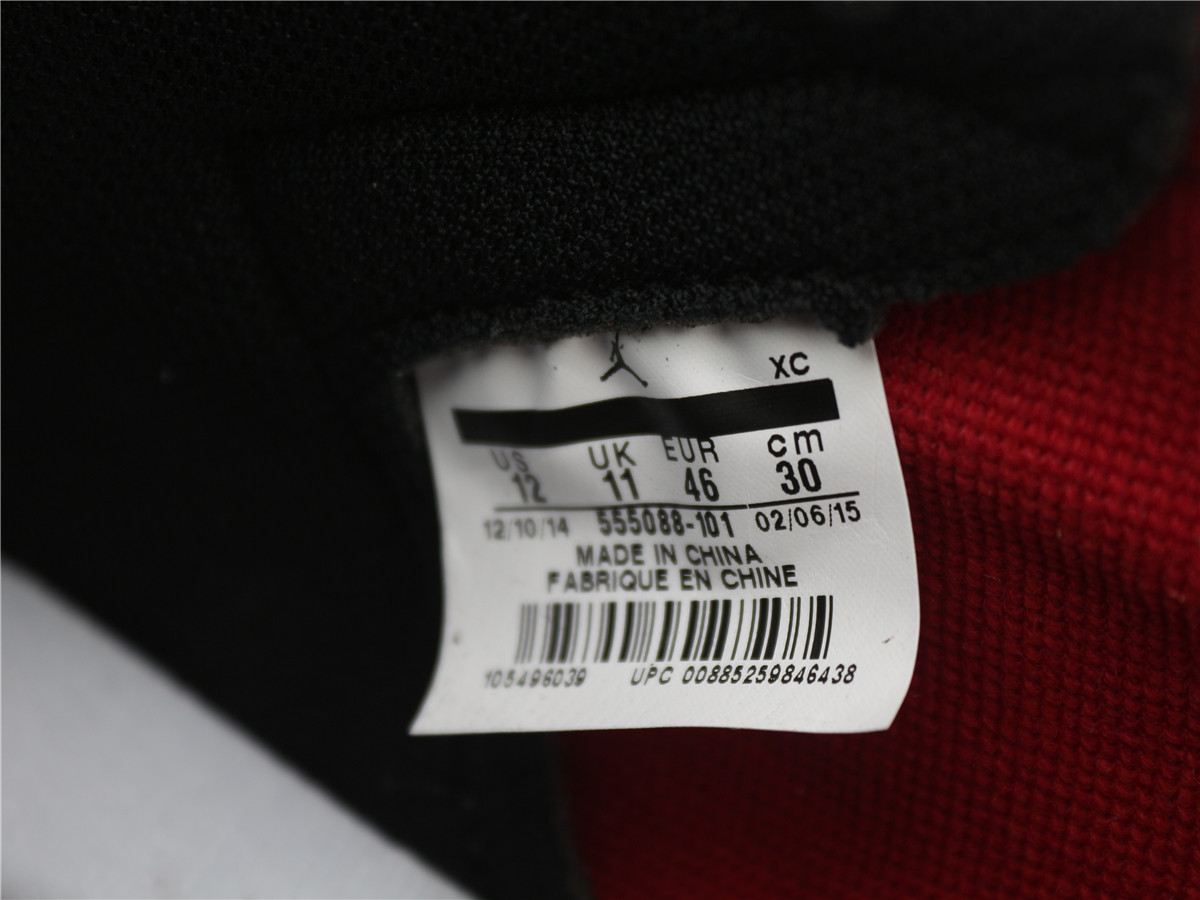 XC
US UK EUR cm
12 11 46 30
12/10/14 555088-101 02/06/15
MADE IN CHINA
FABRIQUE EN CHINE
105496039 UPC 00885259846438